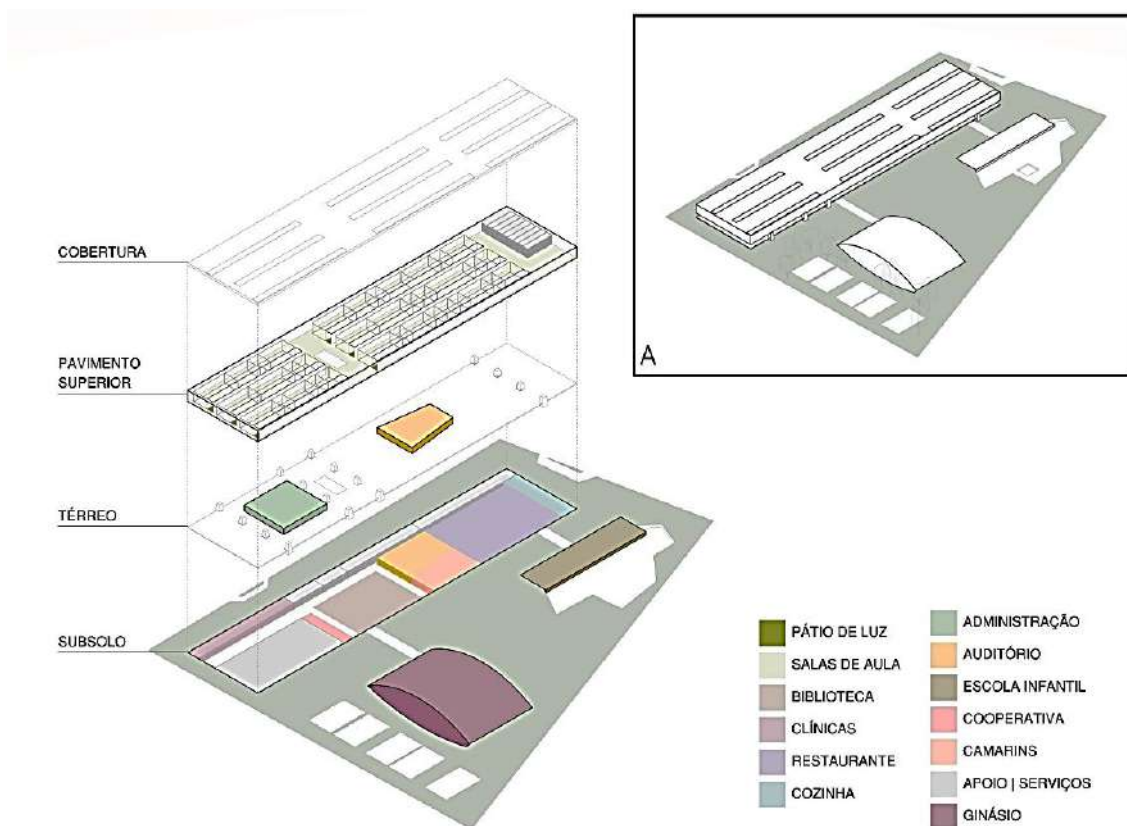 A
COBERTURA
PAVIMENTO
SUPERIOR
TÉRREO
SUBSOLO
PÁTIO DE LUZ
SALAS DE AULA
BIBLIOTECA
CLÍNICAS
RESTAURANTE
COZINHA
ADMINISTRAÇÃO
AUDITÓRIO
ESCOLA INFANTIL
COOPERATIVA
CAMARINS
APOIO | SERVIÇOS
GINÁSIO